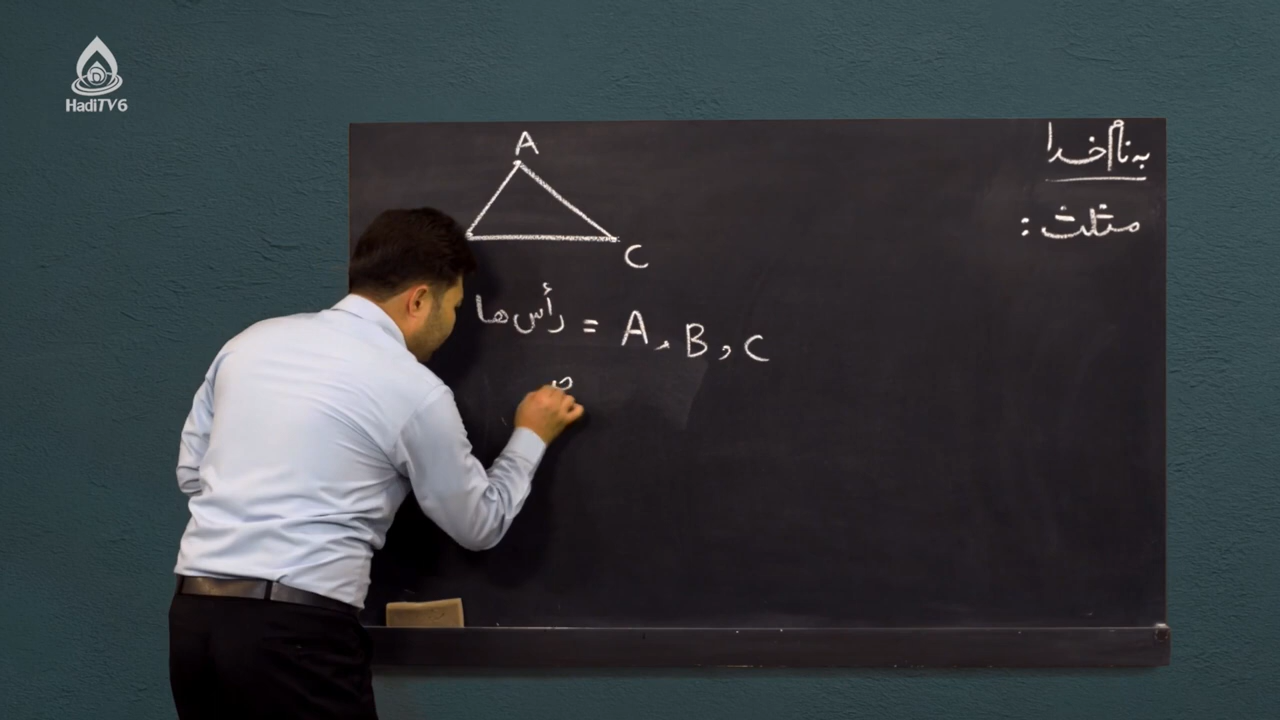 HadiTV6
به نام خدا
مثلث :
A
C
رأس‌ها = A , B , C